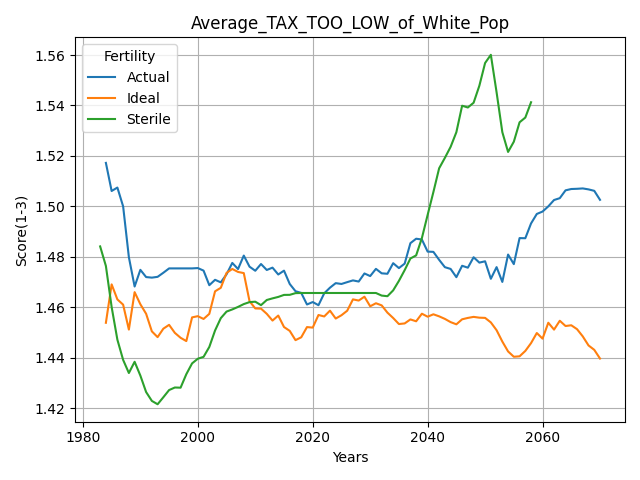 Average_TAX_TOO_LOW_of_White_Pop
Fertility
Actual
Ideal
Sterile
Score(1-3)
1.56
1.54
1.52
1.50
1.48
1.46
1.44
1.42
1980
2000
2020
2040
2060
Years